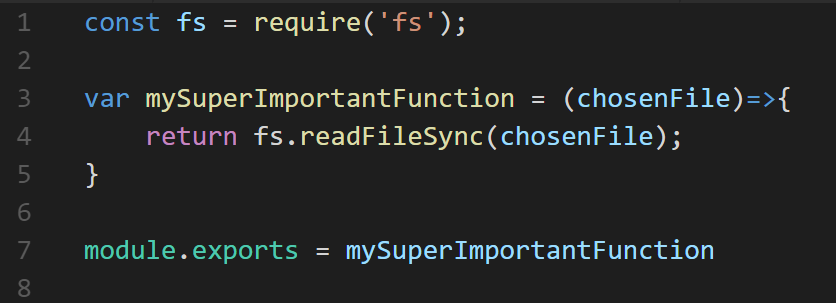 1 const fs = require('fs');
2
3 var mySuperImportantFunction = (chosenFile)=>{
4     return fs.readFileSync(chosenFile);
5 }
6
7 module.exports = mySuperImportantFunction
8